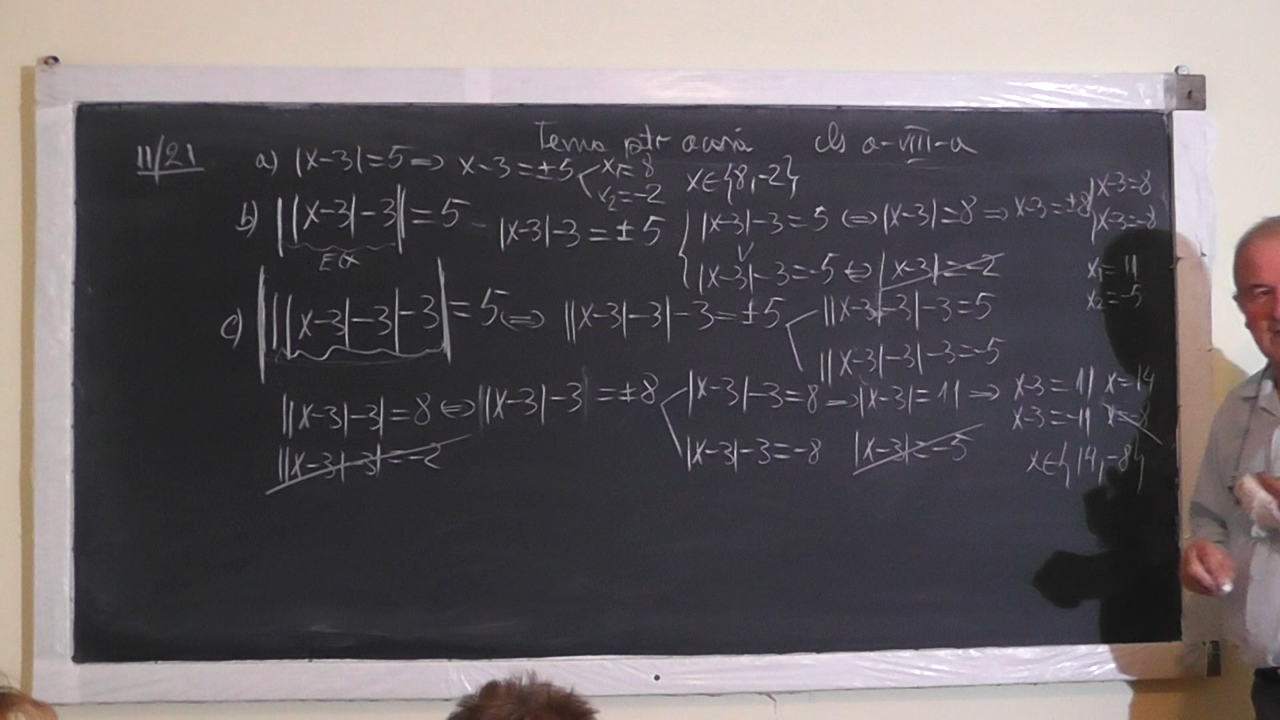 Tema ptr acasă cls a-VIII-a
11/21 a) |x-3|=5 ⇒ x-3=±5 x₁=8 x₂=-2 x∈{8,-2}
b) ||x-3|-3|=5 |x-3|-3=±5 |x-3|-3=5 ⇔ |x-3|=8 ⇒ x-3=±8 x-3=8 x-3=-8
V
|x-3|-3=-5 ⇔ |x-3|=-2 x₁=11
x₂=-5
c) |||x-3|-3|-3|=5 ⇔ ||x-3|-3|-3=±5 ||x-3|-3|-3=5
||x-3|-3|-3=-5
||x-3|-3|=8 ⇔ ||x-3|-3|=±8 |x-3|-3=8 ⇒ |x-3|=11 ⇒ x-3=11 x=14
x-3=-11 x=-8
||x-3|-3|=-2 |x-3|-3=-8 |x-3|=-5 x∈{14,-8}